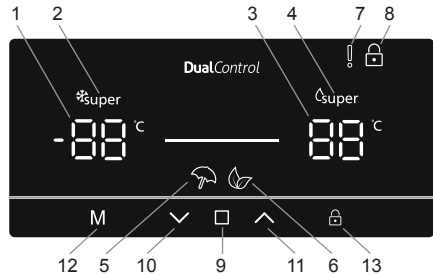 1 2 3 4 7 8
DualControl
super super
-88 °C 88 °C
M
12 5 10 9 11 6 13